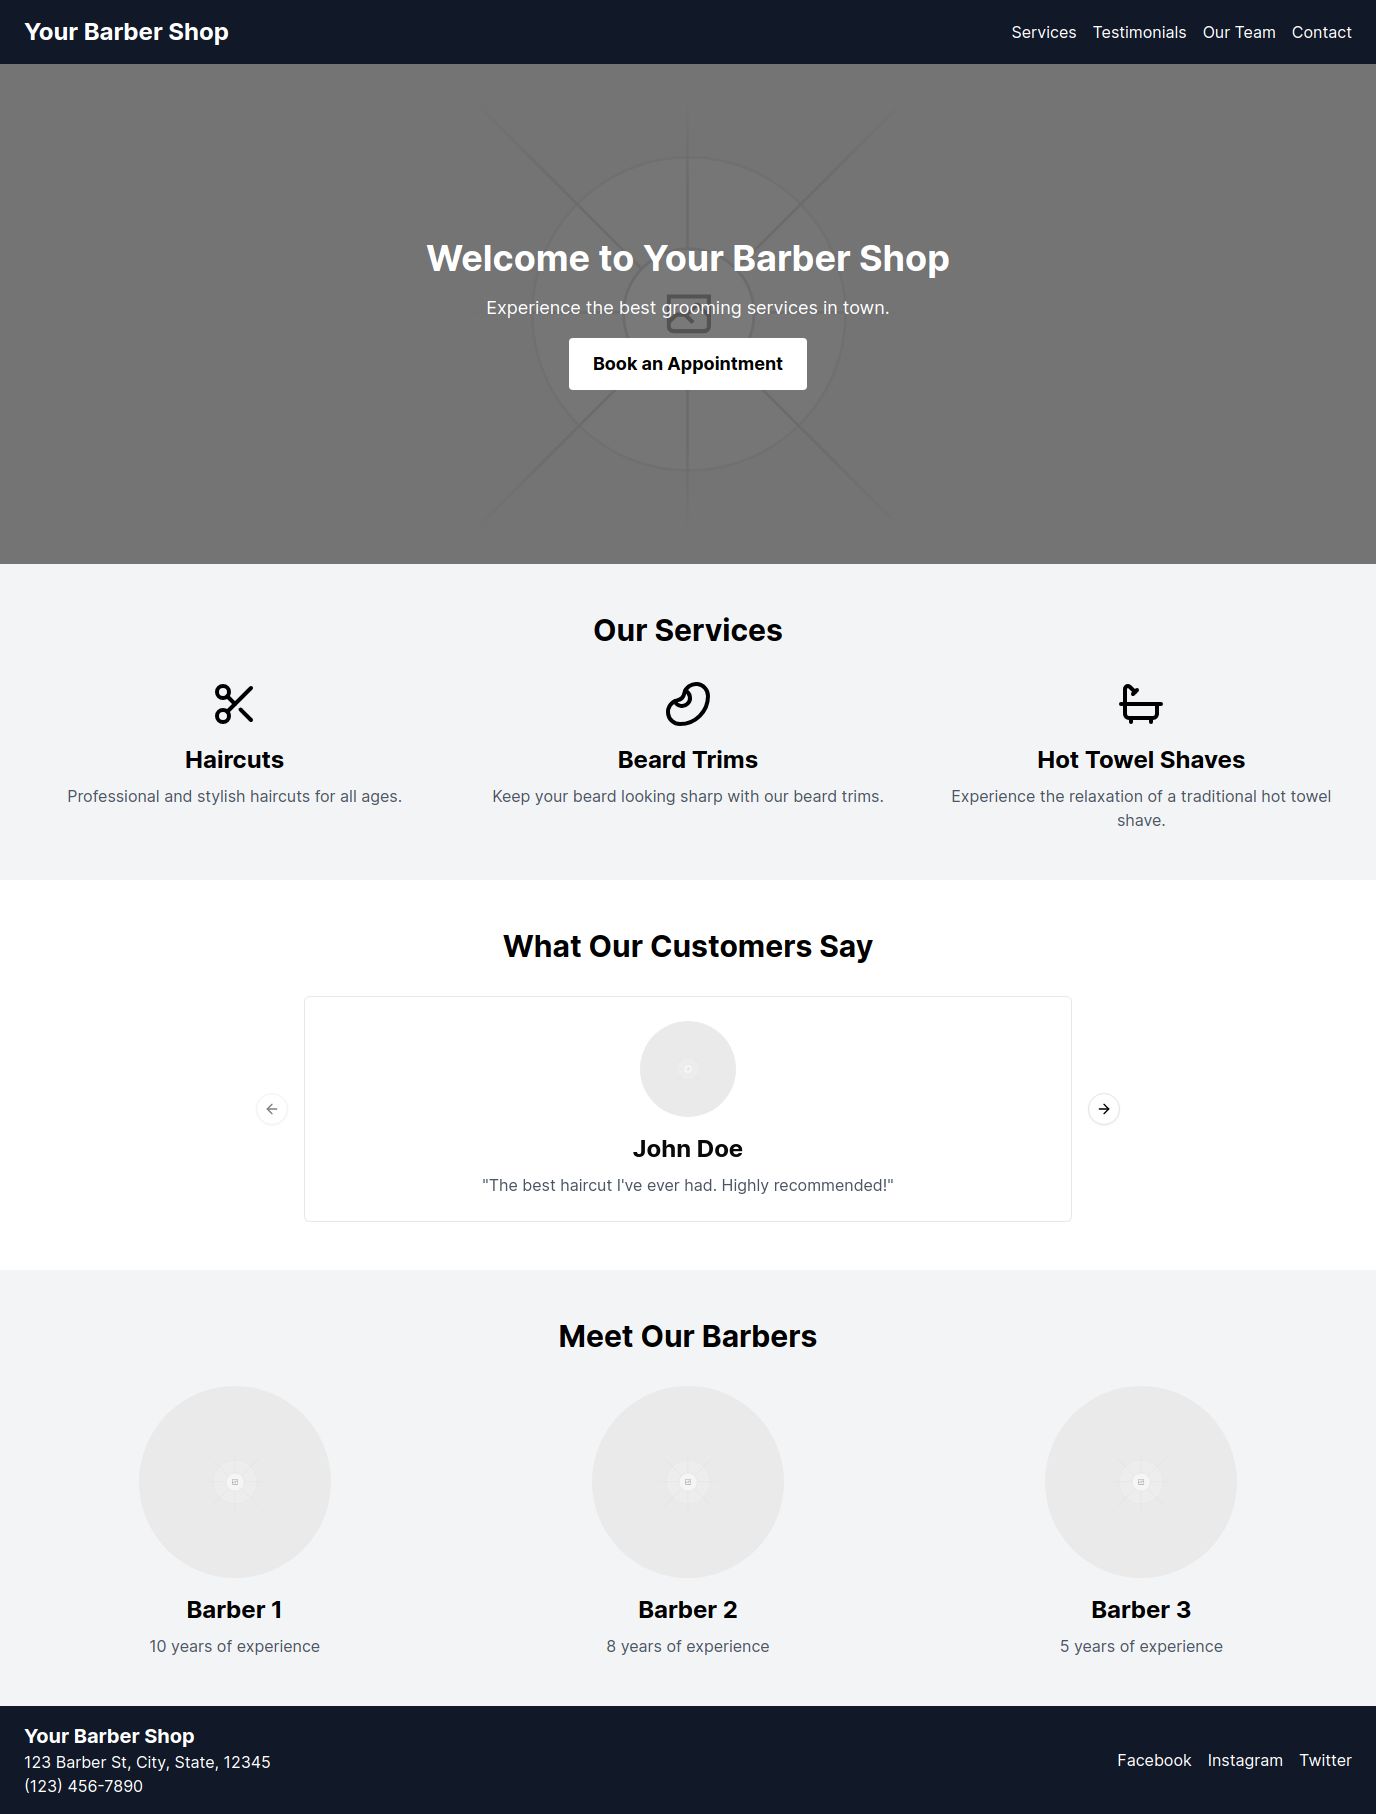 Your Barber Shop
Services Testimonials Our Team Contact
Welcome to Your Barber Shop
Experience the best grooming services in town.
Book an Appointment
Our Services
Haircuts
Professional and stylish haircuts for all ages.
Beard Trims
Keep your beard looking sharp with our beard trims.
Hot Towel Shaves
Experience the relaxation of a traditional hot towel
shave.
What Our Customers Say
John Doe
"The best haircut I've ever had. Highly recommended!"
Meet Our Barbers
Barber 1
10 years of experience
Barber 2
8 years of experience
Barber 3
5 years of experience
Your Barber Shop
123 Barber St, City, State, 12345
(123) 456-7890
Facebook Instagram Twitter